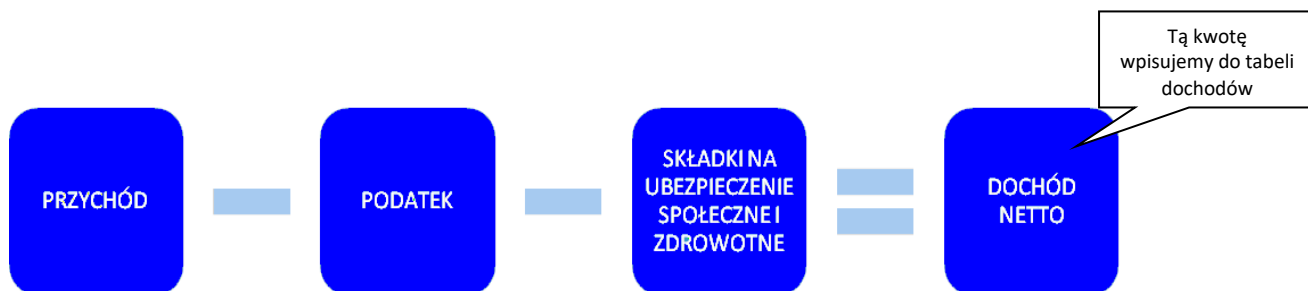 Tą kwotę
wpisujemy do tabeli
dochodów
PRZYCHÓD
PODATEK
SKŁADKI NA
UBEZPIECZENIE
SPOŁECZNE I
ZDROWOTNE
DOCHÓD
NETTO